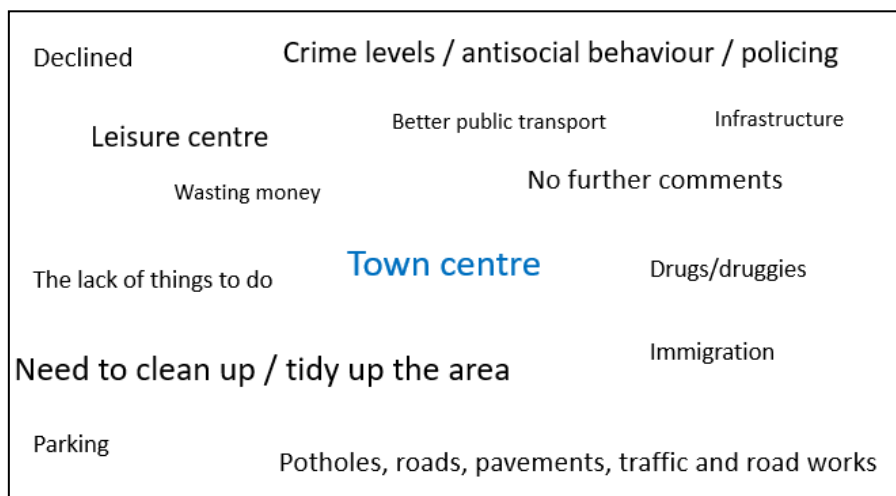 Declined
Crime levels / antisocial behaviour / policing
Leisure centre
Better public transport
Infrastructure
Wasting money
No further comments
The lack of things to do
Town centre
Drugs/druggies
Need to clean up / tidy up the area
Immigration
Parking
Potholes, roads, pavements, traffic and road works